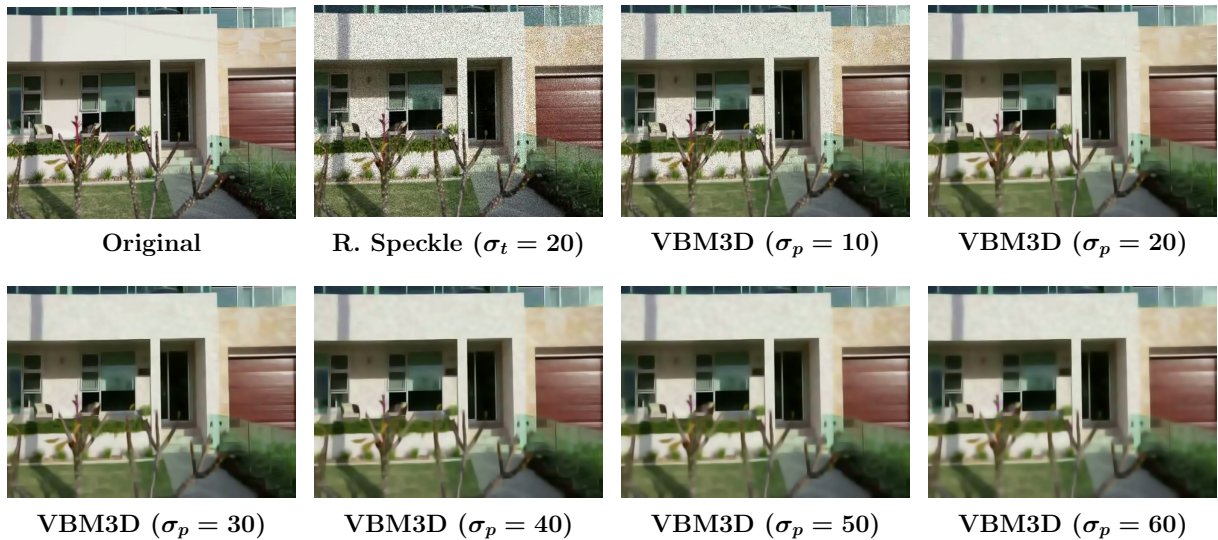 Original
R. Speckle (σₜ = 20)
VBM3D (σₚ = 10)
VBM3D (σₚ = 20)
VBM3D (σₚ = 30)
VBM3D (σₚ = 40)
VBM3D (σₚ = 50)
VBM3D (σₚ = 60)